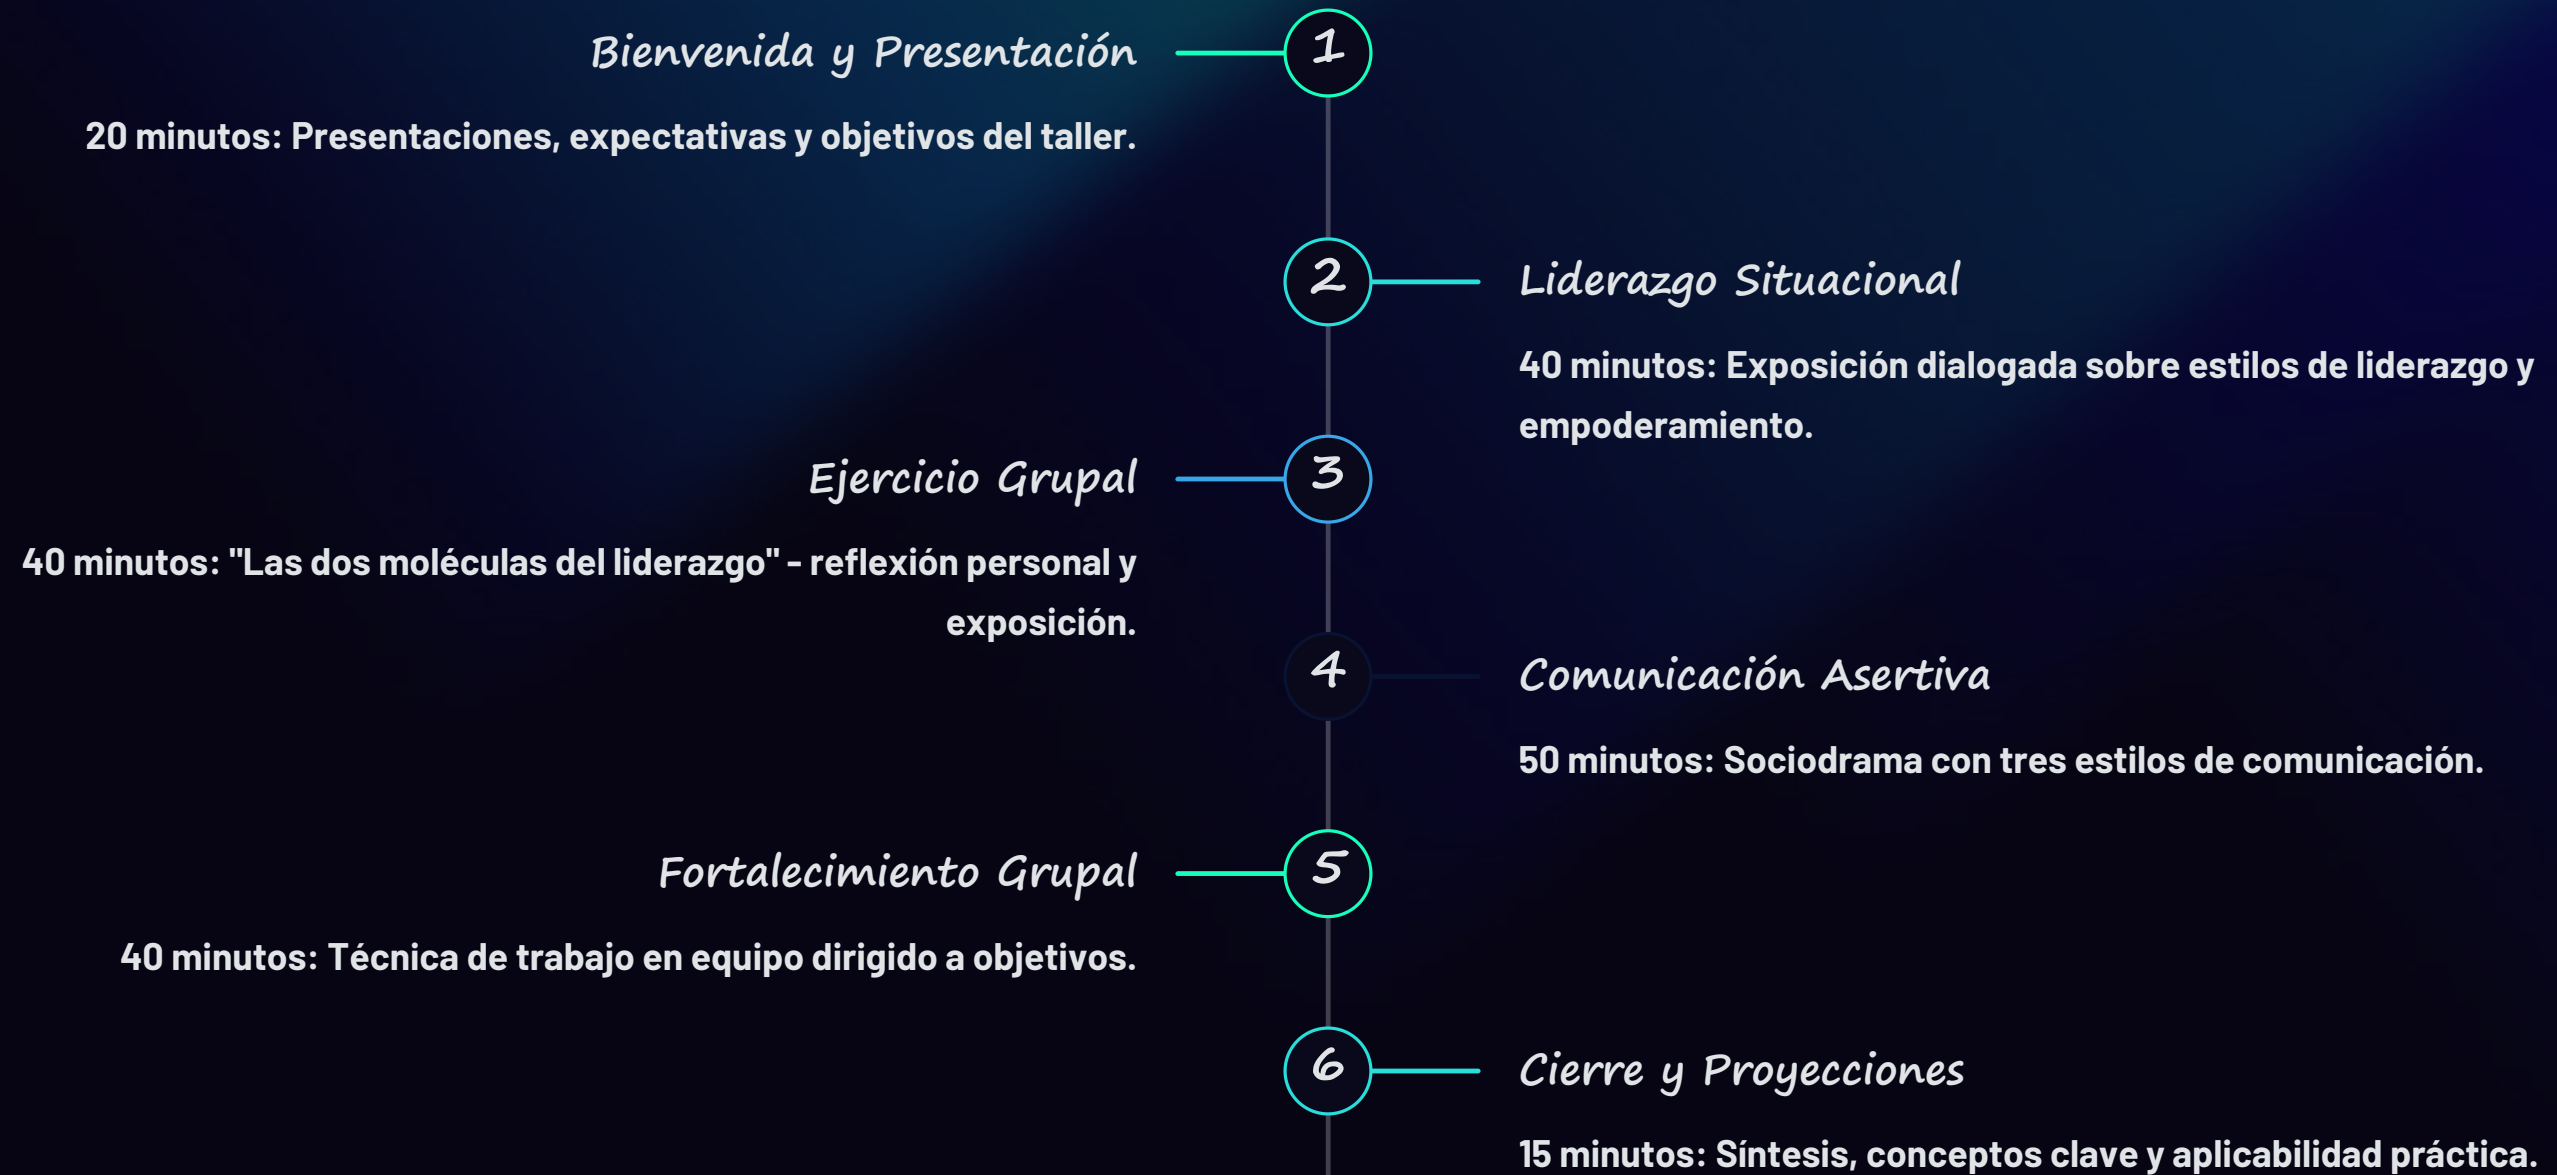 1
Bienvenida y Presentación
20 minutos: Presentaciones, expectativas y objetivos del taller.
2
Liderazgo Situacional
40 minutos: Exposición dialogada sobre estilos de liderazgo y
empoderamiento.
3
Ejercicio Grupal
40 minutos: "Las dos moléculas del liderazgo" - reflexión personal y
exposición.
4
Comunicación Asertiva
50 minutos: Sociodrama con tres estilos de comunicación.
5
Fortalecimiento Grupal
40 minutos: Técnica de trabajo en equipo dirigido a objetivos.
6
Cierre y Proyecciones
15 minutos: Síntesis, conceptos clave y aplicabilidad práctica.